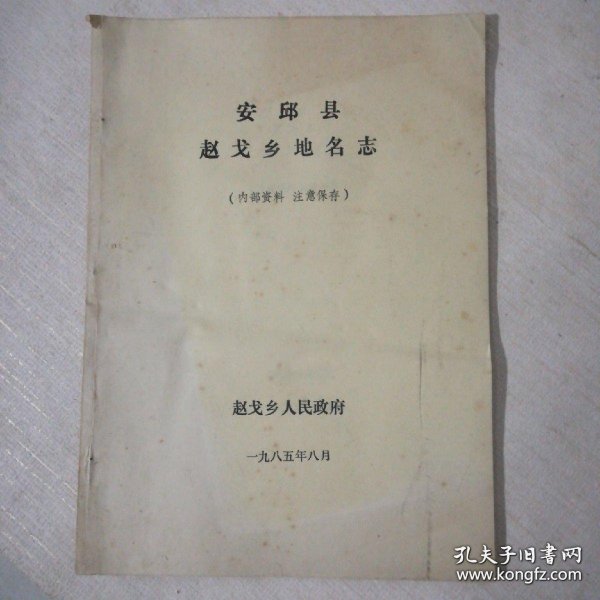 安邱县
赵戈乡地名志
（内部资料 注意保存）
赵戈乡人民政府
一九八五年八月
孔夫子旧书网
www.kongfz.com